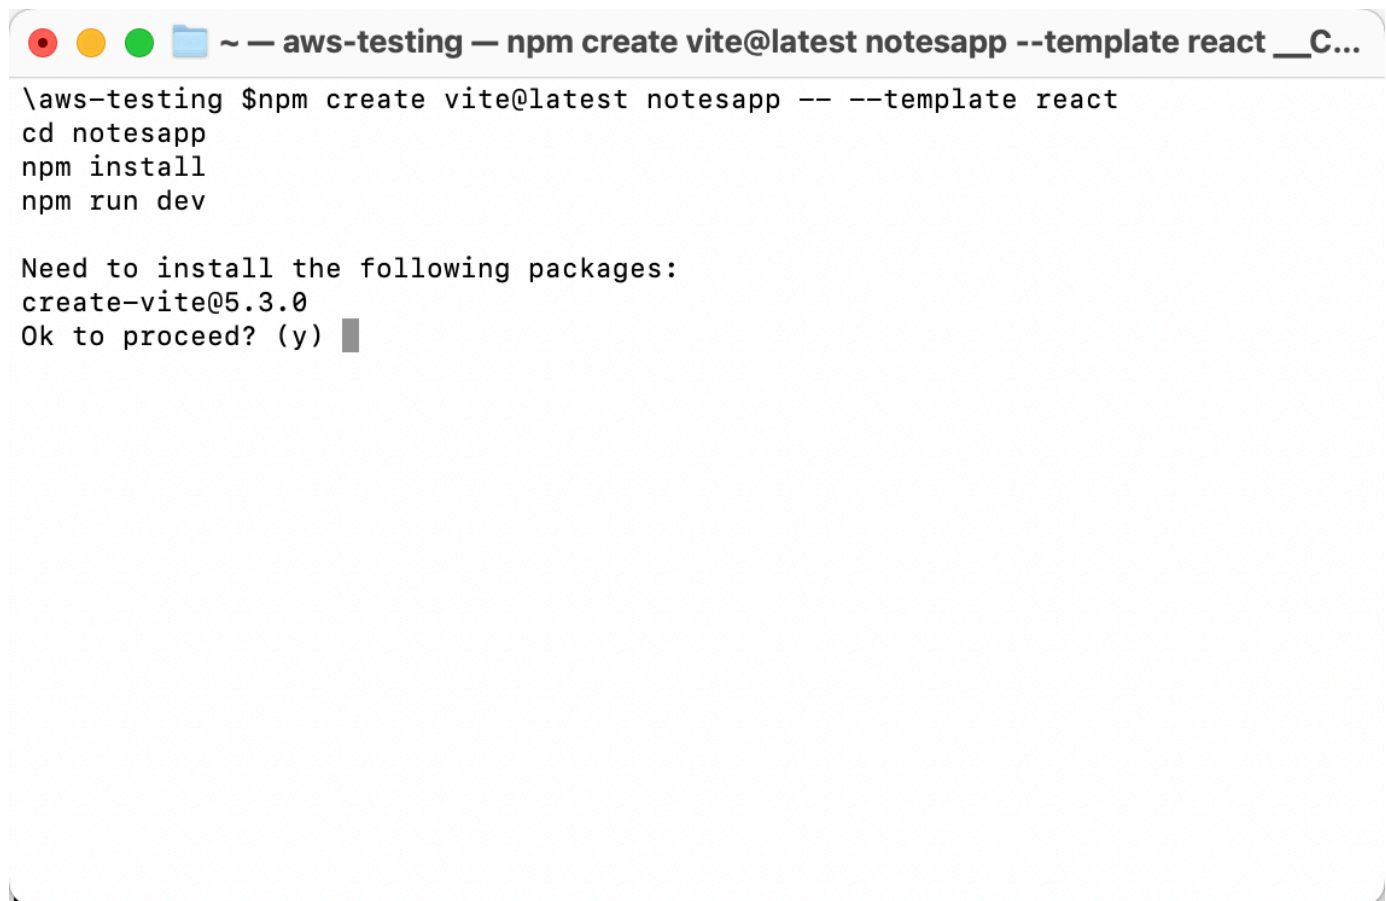 ~ — aws-testing — npm create vite@latest notesapp --template react __C...
\aws-testing $npm create vite@latest notesapp -- --template react
cd notesapp
npm install
npm run dev
Need to install the following packages:
create-vite@5.3.0
Ok to proceed? (y)